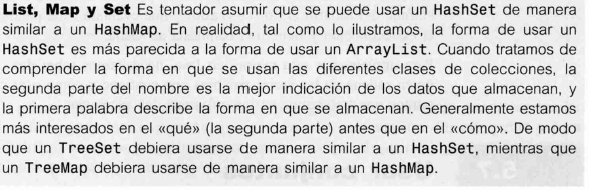 List, Map y Set Es tentador asumir que se puede usar un HashSet de manera
similar a un HashMap. En realidad, tal como lo ilustramos, la forma de usar un
HashSet es más parecida a la forma de usar un ArrayList. Cuando tratamos de
comprender la forma en que se usan las diferentes clases de colecciones, la
segunda parte del nombre es la mejor indicación de los datos que almacenan, y
la primera palabra describe la forma en que se almacenan. Generalmente estamos
más interesados en el «qué» (la segunda parte) antes que en el «cómo». De modo
que un TreeSet debiera usarse de manera similar a un HashSet, mientras que
un TreeMap debiera usarse de manera similar a un HashMap.